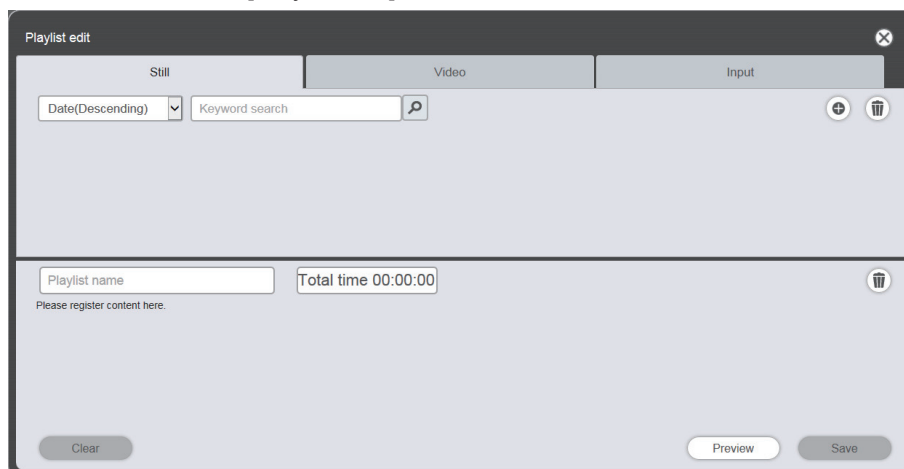 Playlist edit
Still Video Input
Date(Descending) Keyword search
Playlist name Total time 00:00:00
Please register content here.
Clear Preview Save